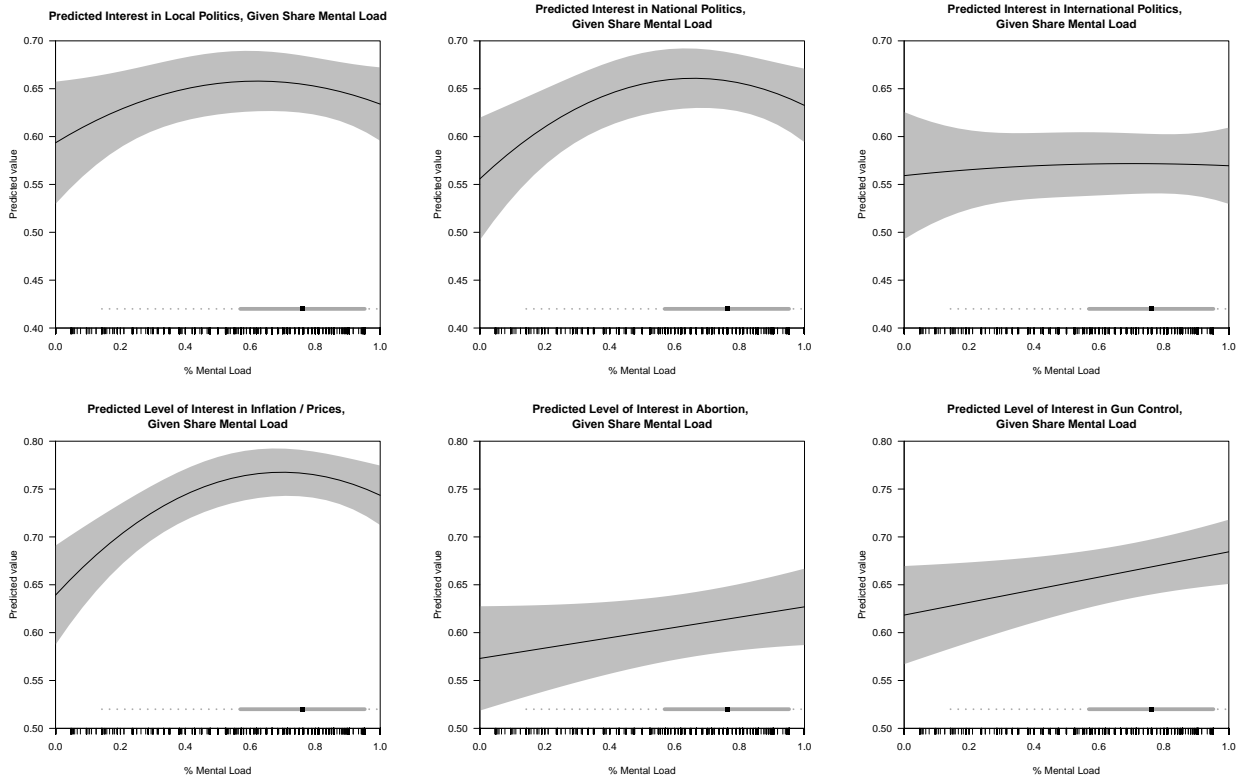 Predicted Interest in Local Politics, Given Share Mental Load
0.70
0.65
0.60
0.55
0.50
0.45
0.40
Predicted value
0.0 0.2 0.4 0.6 0.8 1.0
% Mental Load
Predicted Interest in National Politics,
Given Share Mental Load
0.70
0.65
0.60
0.55
0.50
0.45
0.40
Predicted value
0.0 0.2 0.4 0.6 0.8 1.0
% Mental Load
Predicted Interest in International Politics,
Given Share Mental Load
0.70
0.65
0.60
0.55
0.50
0.45
0.40
Predicted value
0.0 0.2 0.4 0.6 0.8 1.0
% Mental Load
Predicted Level of Interest in Inflation / Prices,
Given Share Mental Load
0.80
0.75
0.70
0.65
0.60
0.55
0.50
Predicted value
0.0 0.2 0.4 0.6 0.8 1.0
% Mental Load
Predicted Level of Interest in Abortion,
Given Share Mental Load
0.80
0.75
0.70
0.65
0.60
0.55
0.50
Predicted value
0.0 0.2 0.4 0.6 0.8 1.0
% Mental Load
Predicted Level of Interest in Gun Control,
Given Share Mental Load
0.80
0.75
0.70
0.65
0.60
0.55
0.50
Predicted value
0.0 0.2 0.4 0.6 0.8 1.0
% Mental Load